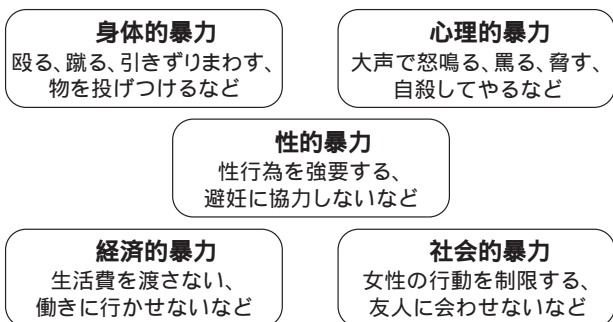 身体的暴力
殴る、蹴る、引きずりまわす、
物を投げつけるなど
心理的暴力
大声で怒鳴る、罵る、脅す、
自殺してやるなど
性的暴力
性行為を強要する、
避妊に協力しないなど
経済的暴力
生活費を渡さない、
働きに行かせないなど
社会的暴力
女性の行動を制限する、
友人に会わせないなど